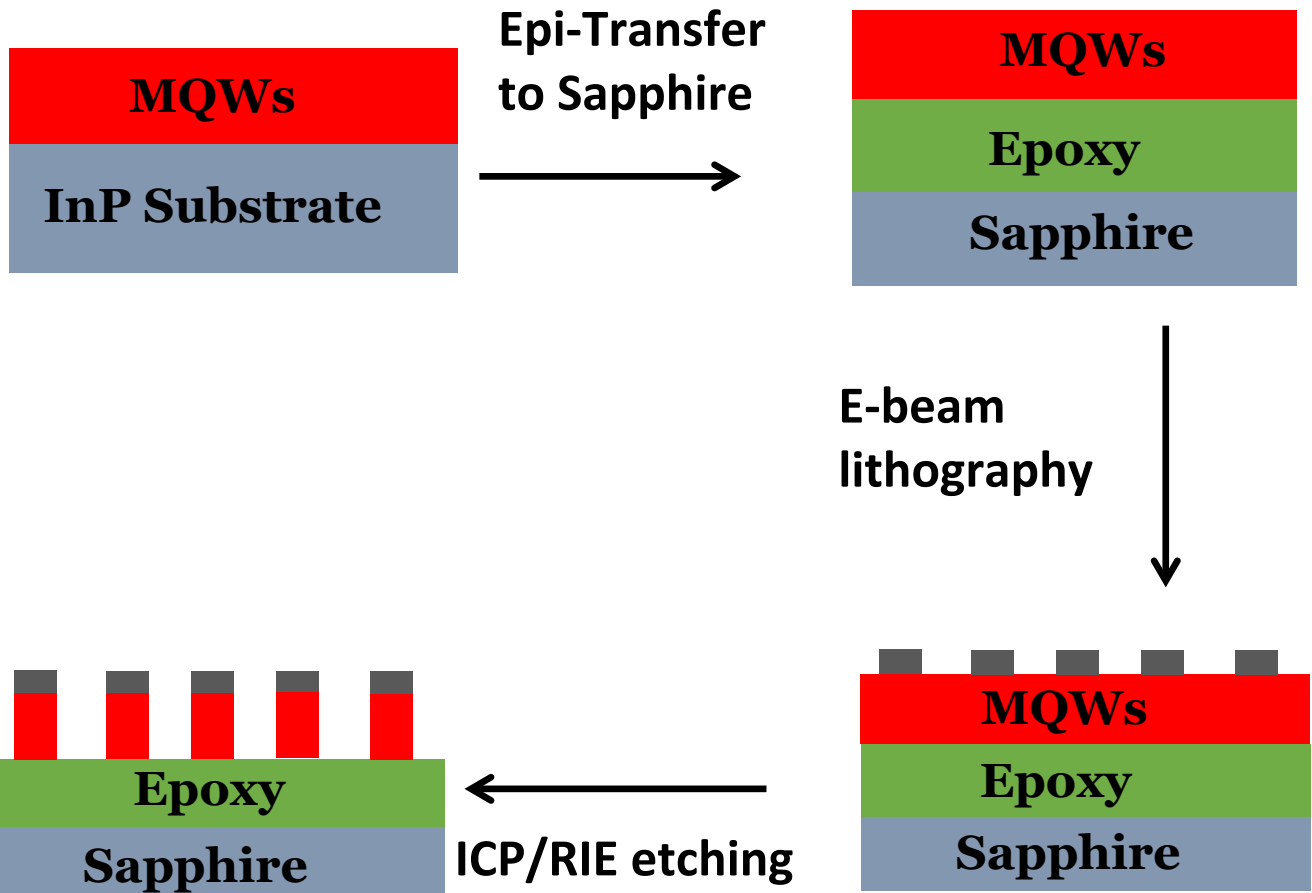 MQWs
InP Substrate
Epi-Transfer
to Sapphire
MQWs
Epoxy
Sapphire
E-beam
lithography
MQWs
Epoxy
Sapphire
ICP/RIE etching
Epoxy
Sapphire